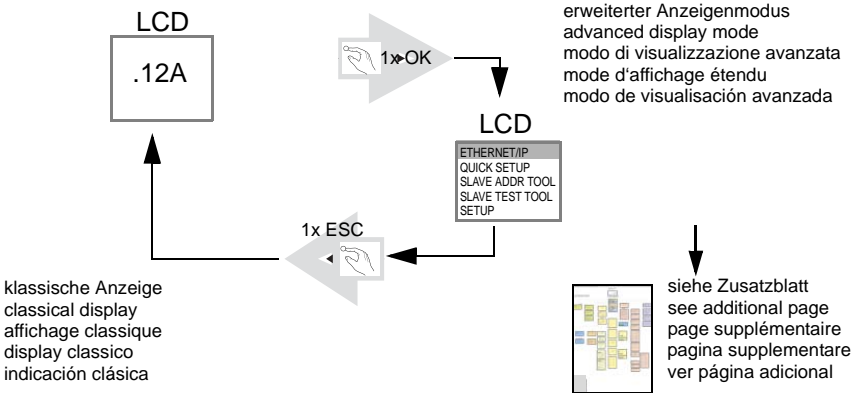 LCD
.12A
1x OK
erweiterter Anzeigenmodus
advanced display mode
modo di visualizzazione avanzata
mode d‘affichage étendu
modo de visualisación avanzada
LCD
ETHERNET/IP
QUICK SETUP
SLAVE ADDR TOOL
SLAVE TEST TOOL
SETUP
1x ESC
klassische Anzeige
classical display
affichage classique
display classico
indicación clásica
siehe Zusatzblatt
see additional page
page supplémentaire
pagina supplementare
ver página adicional